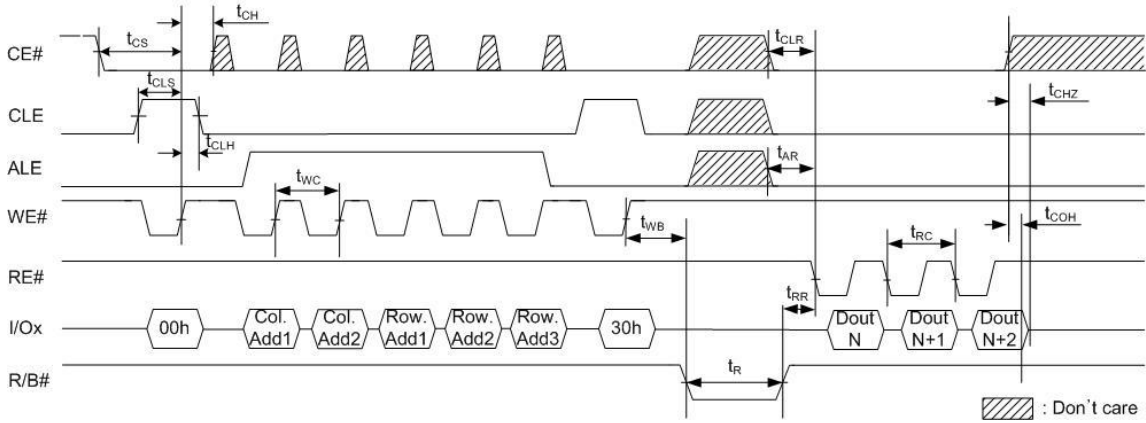 CE#
tCS
tCH
tCLR
tCHZ
CLE
tCLS
tCLH
ALE
tAR
WE#
tWC
tWB
tCOH
RE#
tRC
tRR
I/Ox
00h
Col. Add1
Col. Add2
Row. Add1
Row. Add2
Row. Add3
30h
Dout N
Dout N+1
Dout N+2
R/B#
tR
: Don't care